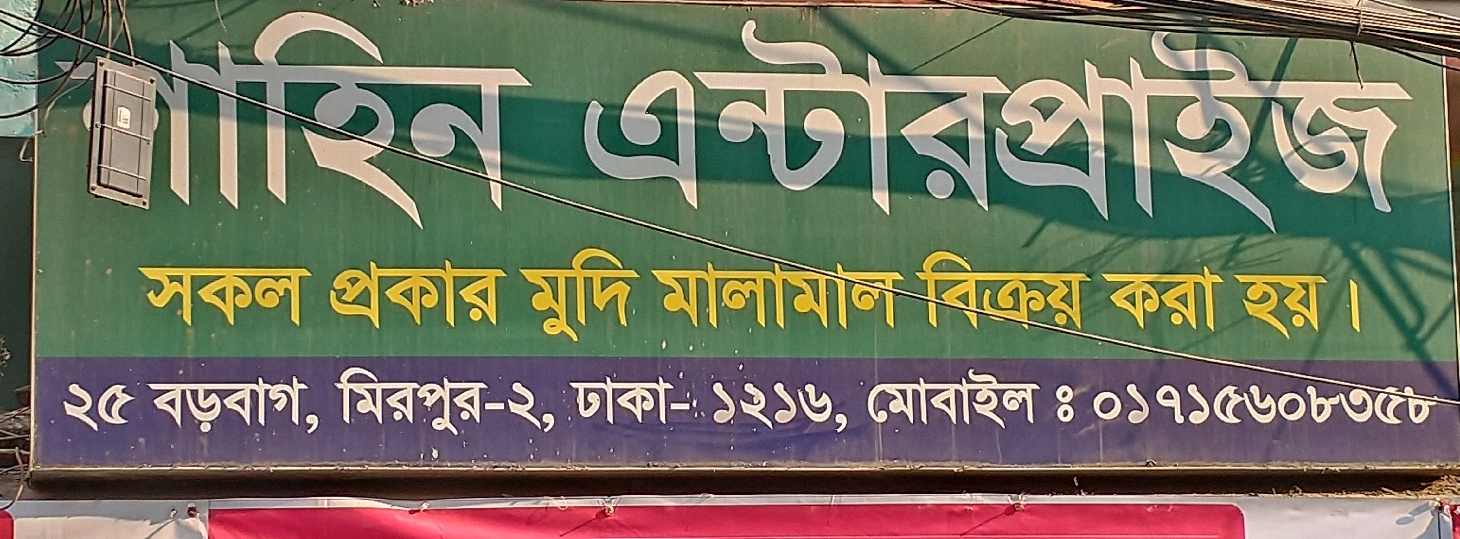 শাহিন এন্টারপ্রাইজ
সকল প্রকার মুদি মালামাল বিক্রয় করা হয় ।
২৫ বড়বাগ, মিরপুর-২, ঢাকা- ১২১৬, মোবাইল ঃ ০১৭১৫৬০৮৩৫৮